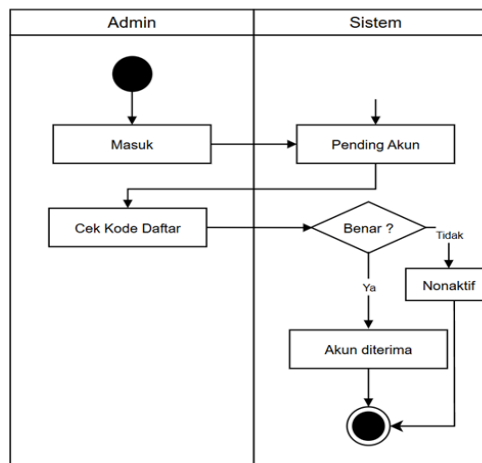 Admin
Sistem
Masuk
Pending Akun
Cek Kode Daftar
Benar ?
Tidak
Ya
Nonaktif
Akun diterima